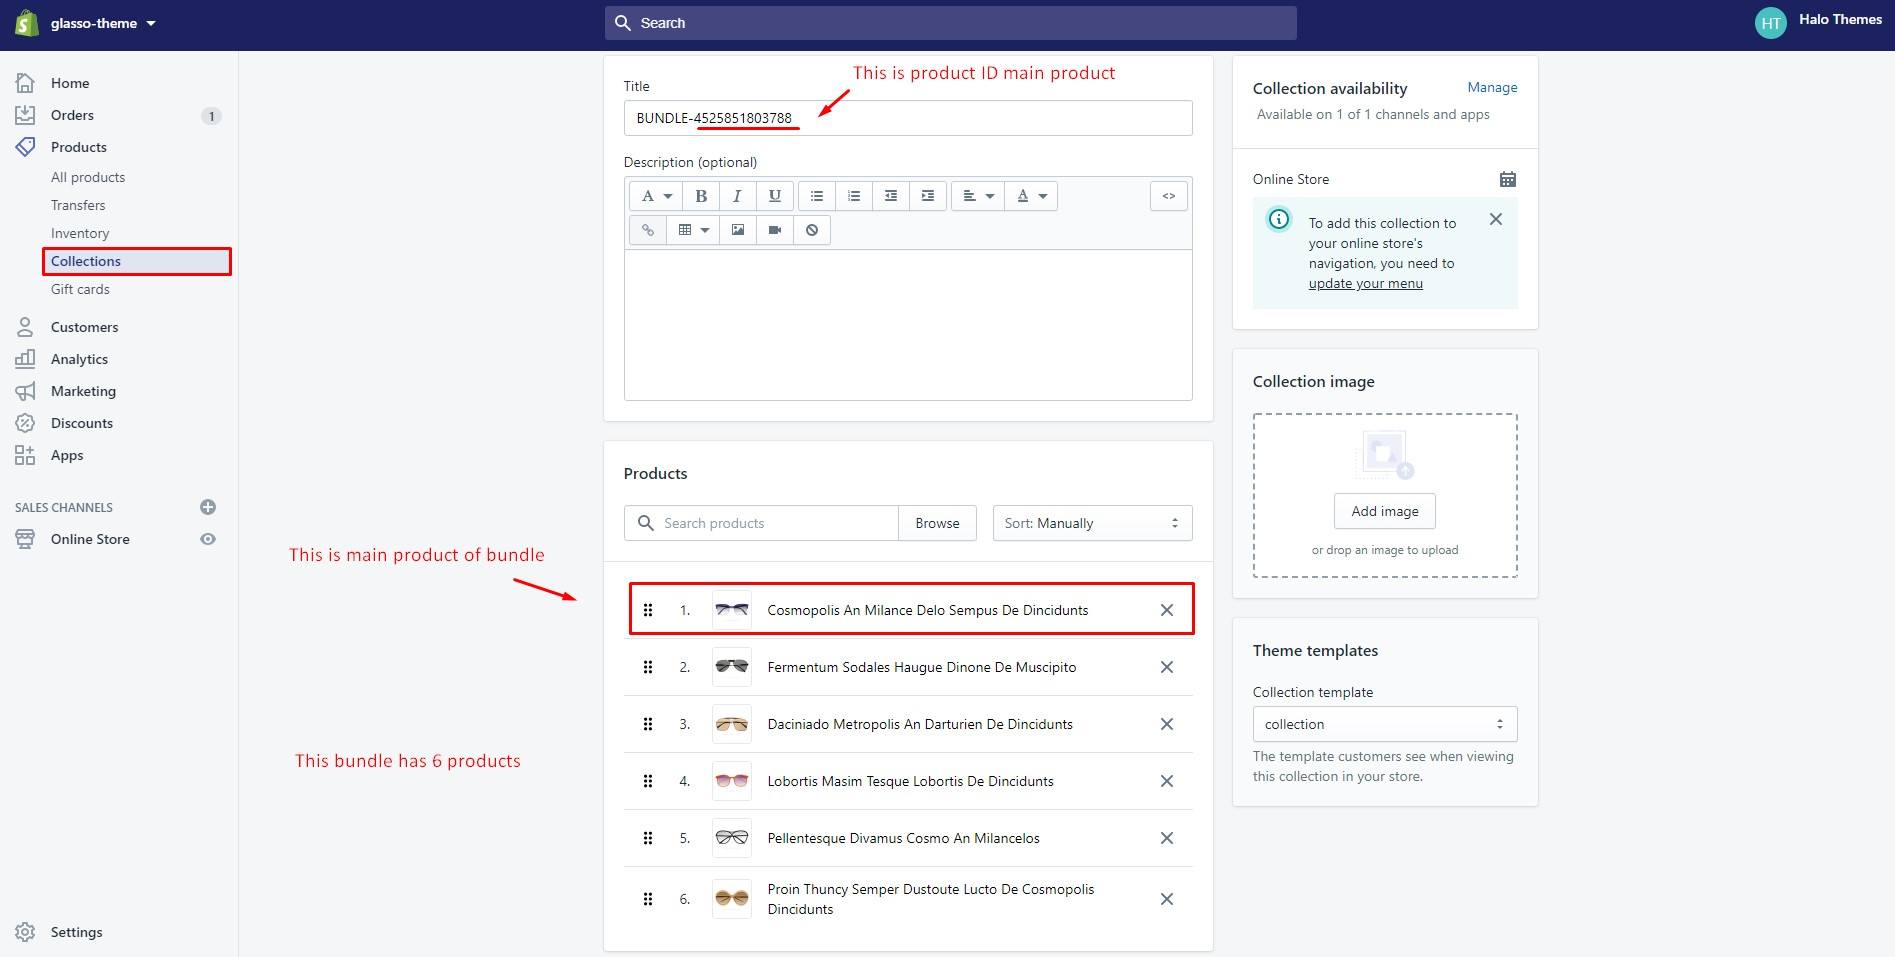 glasso-theme
Search
HT
Halo Themes
Home
Orders
1
Products
All products
Transfers
Inventory
Collections
Gift cards
Customers
Analytics
Marketing
Discounts
Apps
SALES CHANNELS
Online Store
Settings
This is product ID main product
Title
BUNDLE-4525851803788
Description (optional)
A
B
I
U
A
<>
Products
Search products
Browse
Sort: Manually
This is main product of bundle
1.
Cosmopolis An Milance Delo Sempus De Dincidunts
2.
Fermentum Sodales Haugue Dinone De Muscipito
3.
Daciniado Metropolis An Darturien De Dincidunts
This bundle has 6 products
4.
Lobortis Masim Tesque Lobortis De Dincidunts
5.
Pellentesque Divamus Cosmo An Milancelos
6.
Proin Thuncy Semper Dustoute Lucto De Cosmopolis
Dincidunts
Collection availability
Manage
Available on 1 of 1 channels and apps
Online Store
To add this collection to
your online store's
navigation, you need to
update your menu
Collection image
Add image
or drop an image to upload
Theme templates
Collection template
collection
The template customers see when viewing
this collection in your store.